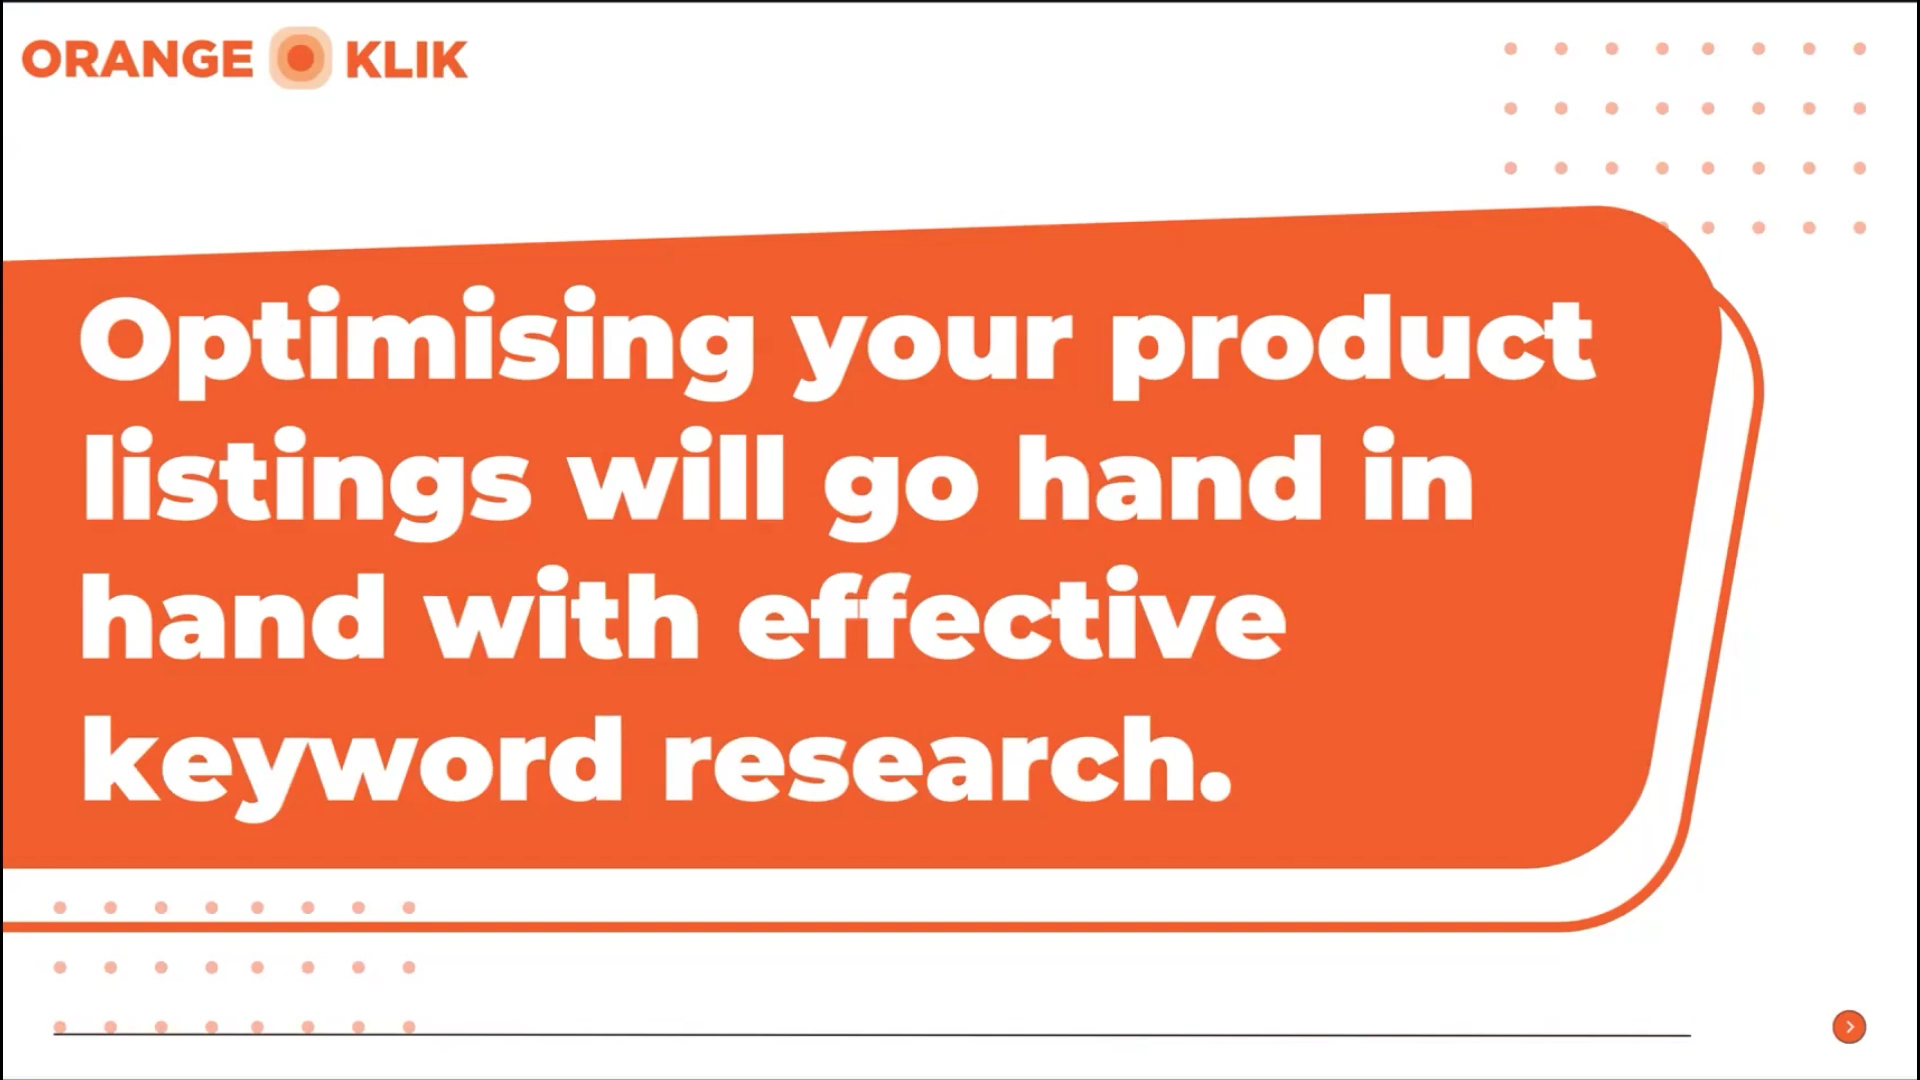 ORANGE KLIK
Optimising your product
listings will go hand in
hand with effective
keyword research.